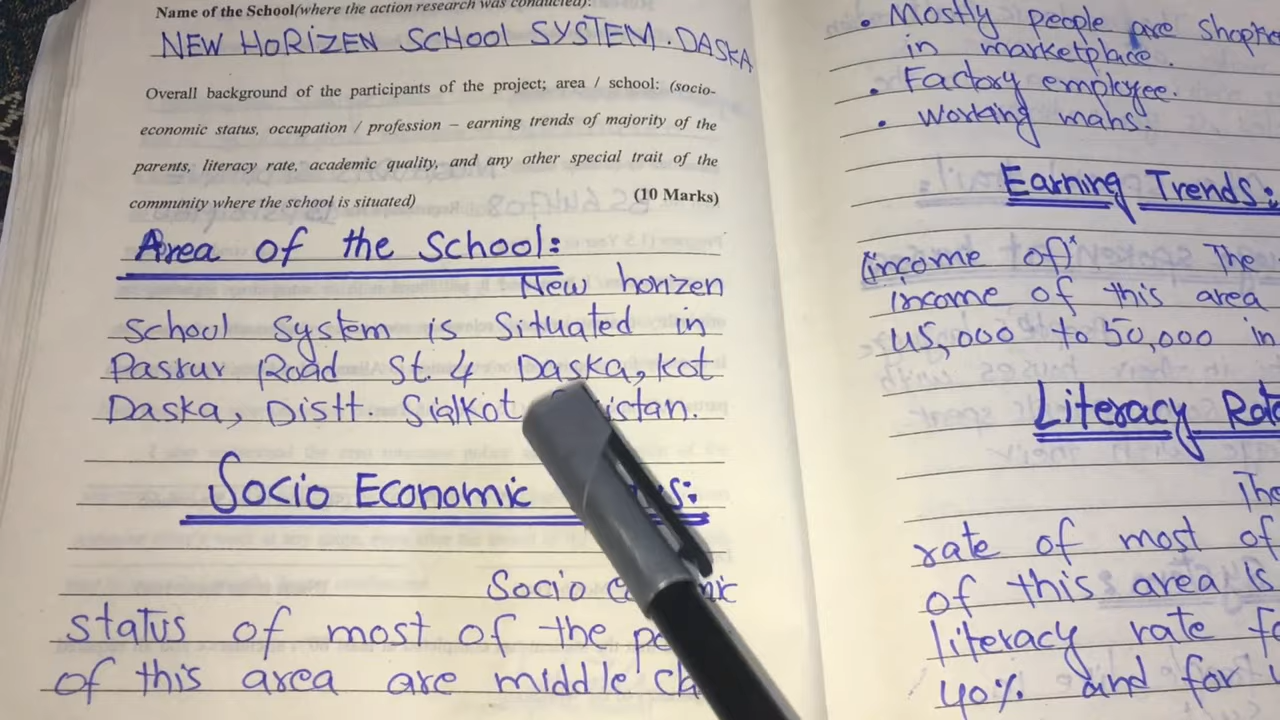 Name of the School(where the action research was conducted):
NEW HORIZEN SCHOOL SYSTEM. DASKA
Overall background of the participants of the project; area / school: (socio-
economic status, occupation / profession – earning trends of majority of the
parents, literacy rate, academic quality, and any other special trait of the
community where the school is situated) (10 Marks)
Area of the School:
New horizen
School System is Situated in
Pasrur Road St. 4 Daska, Kot
Daska, Distt. Sialkot
Socio Economic
Socio
status of most of the
of this area are middle
• Mostly people are
in marketplace.
• Factory employee.
• Working mans.
Earning Trends:
(income of) The
income of this area
45,000 to 50,000 in
Literacy
rate of most of
of this area is
literacy rate
40% and for